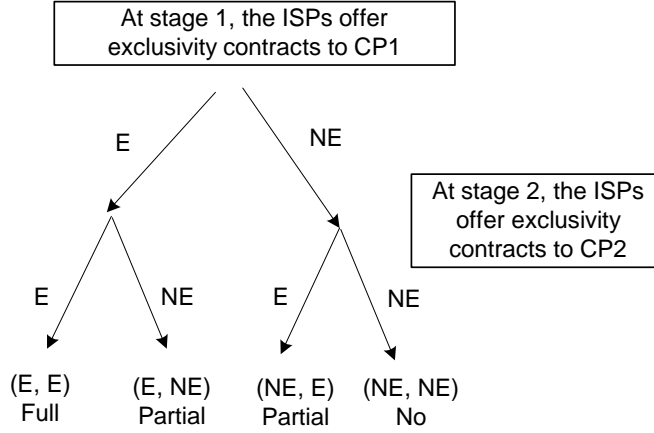 At stage 1, the ISPs offer
exclusivity contracts to CP1
E
NE
At stage 2, the ISPs
offer exclusivity
contracts to CP2
E
NE
E
NE
(E, E)
Full
(E, NE)
Partial
(NE, E)
Partial
(NE, NE)
No